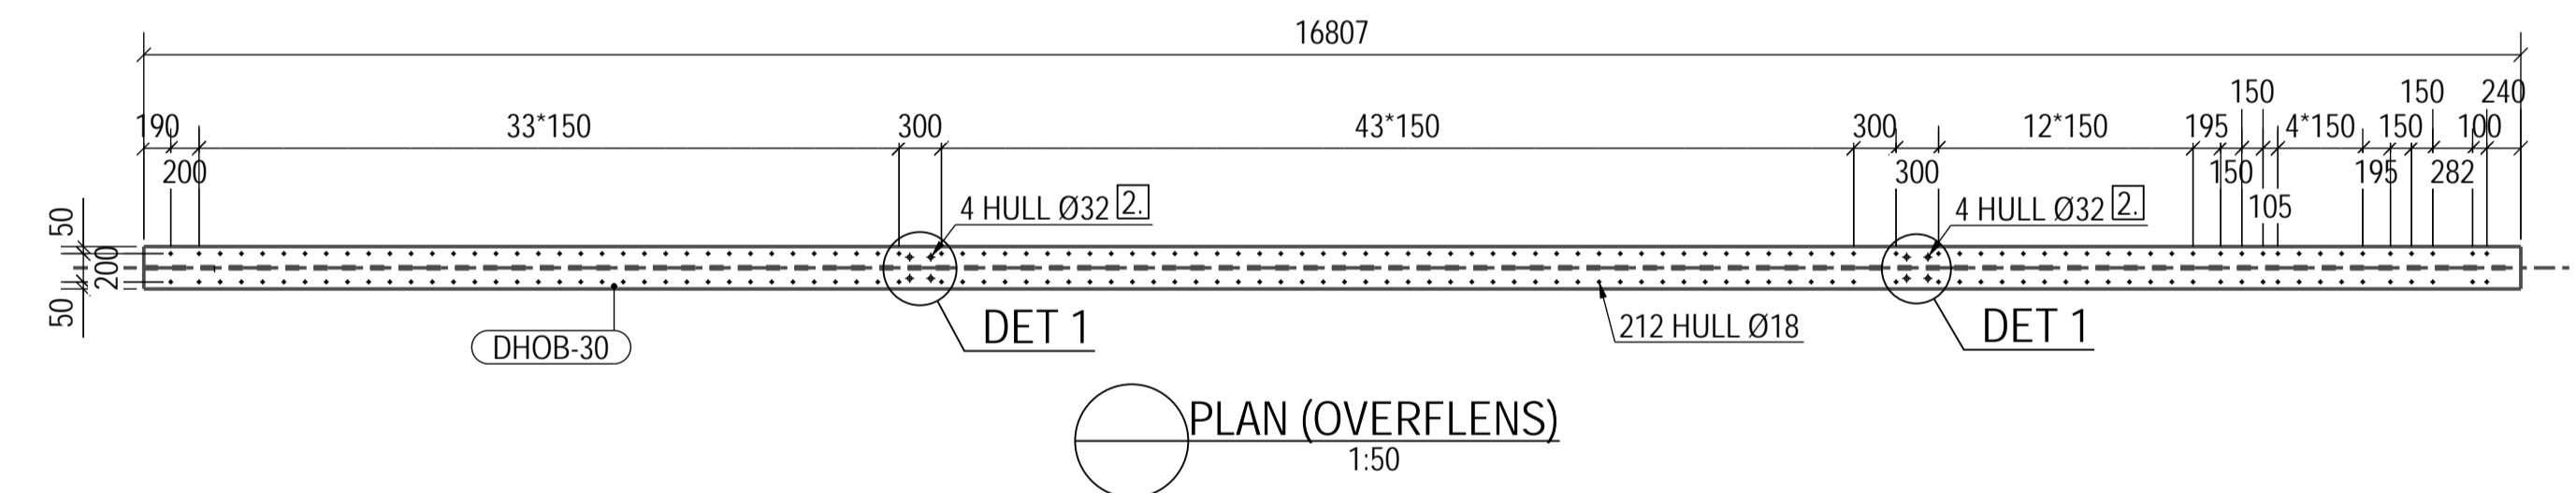 16807
150 150 240
190 33*150 300 43*150 300 12*150 195 4*150 150 100
200 300 150 195 282
105
50
200
50
4 HULL Ø32 2.
4 HULL Ø32 2.
DHOB-30
DET 1
212 HULL Ø18
DET 1
PLAN (OVERFLENS)
1:50